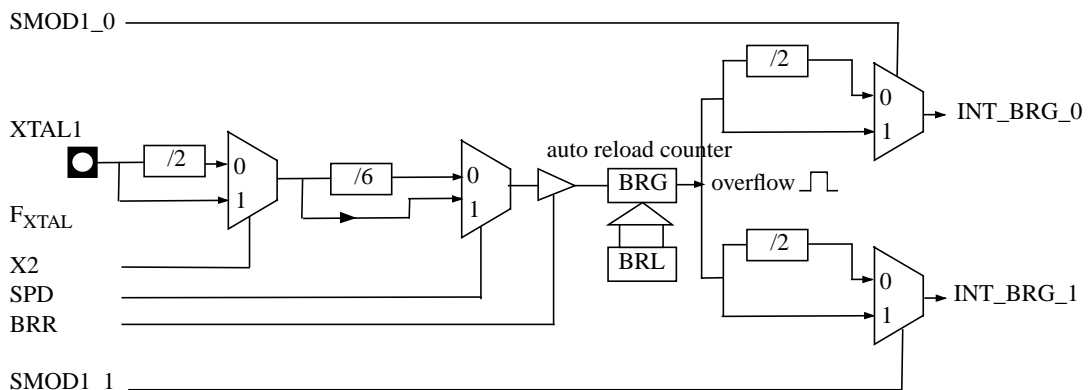 SMOD1_0
/2
0
1
INT_BRG_0
XTAL1
/2
0
1
/6
0
1
auto reload counter
BRG
overflow
BRL
F_XTAL
X2
SPD
BRR
/2
0
1
INT_BRG_1
SMOD1_1